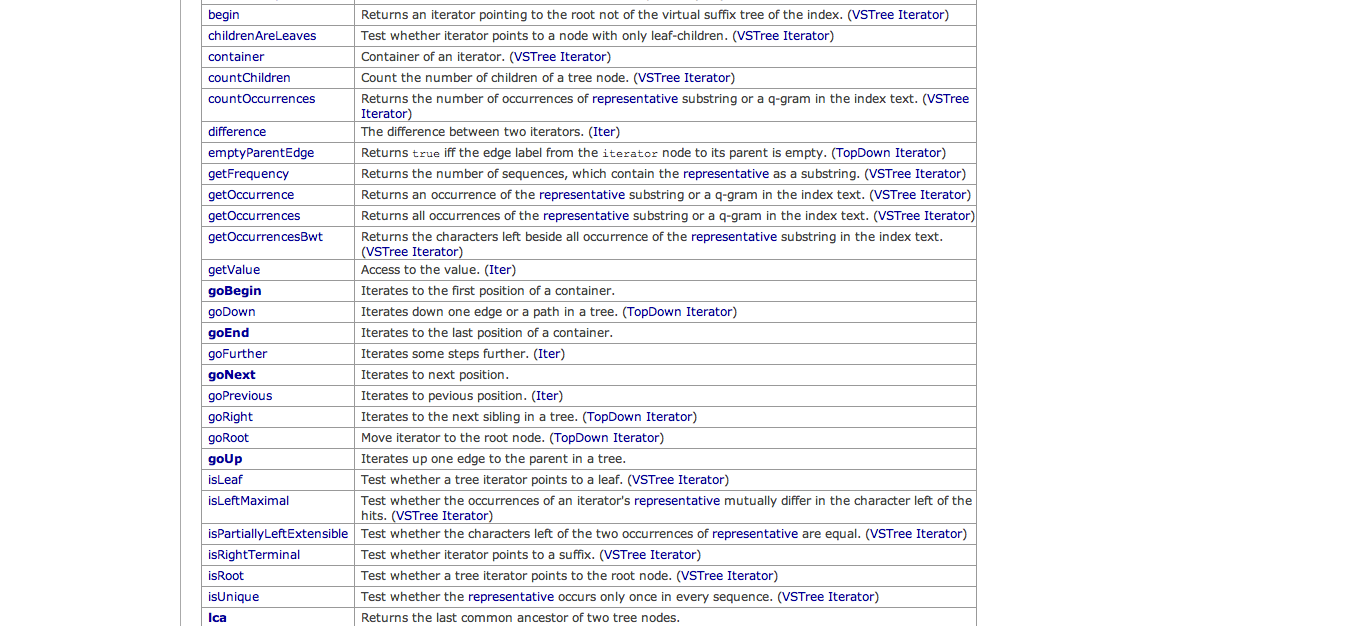 begin Returns an iterator pointing to the root not of the virtual suffix tree of the index. (VSTree Iterator)
childrenAreLeaves Test whether iterator points to a node with only leaf-children. (VSTree Iterator)
container Container of an iterator. (VSTree Iterator)
countChildren Count the number of children of a tree node. (VSTree Iterator)
countOccurrences Returns the number of occurrences of representative substring or a q-gram in the index text. (VSTree
Iterator)
difference The difference between two iterators. (Iter)
emptyParentEdge Returns true iff the edge label from the iterator node to its parent is empty. (TopDown Iterator)
getFrequency Returns the number of sequences, which contain the representative as a substring. (VSTree Iterator)
getOccurrence Returns an occurrence of the representative substring or a q-gram in the index text. (VSTree Iterator)
getOccurrences Returns all occurrences of the representative substring or a q-gram in the index text. (VSTree Iterator)
getOccurrencesBwt Returns the characters left beside all occurrence of the representative substring in the index text.
(VSTree Iterator)
getValue Access to the value. (Iter)
goBegin Iterates to the first position of a container.
goDown Iterates down one edge or a path in a tree. (TopDown Iterator)
goEnd Iterates to the last position of a container.
goFurther Iterates some steps further. (Iter)
goNext Iterates to next position.
goPrevious Iterates to pevious position. (Iter)
goRight Iterates to the next sibling in a tree. (TopDown Iterator)
goRoot Move iterator to the root node. (TopDown Iterator)
goUp Iterates up one edge to the parent in a tree.
isLeaf Test whether a tree iterator points to a leaf. (VSTree Iterator)
isLeftMaximal Test whether the occurrences of an iterator's representative mutually differ in the character left of the
hits. (VSTree Iterator)
isPartiallyLeftExtensible Test whether the characters left of the two occurrences of representative are equal. (VSTree Iterator)
isRightTerminal Test whether iterator points to a suffix. (VSTree Iterator)
isRoot Test whether a tree iterator points to the root node. (VSTree Iterator)
isUnique Test whether the representative occurs only once in every sequence. (VSTree Iterator)
lca Returns the last common ancestor of two tree nodes.